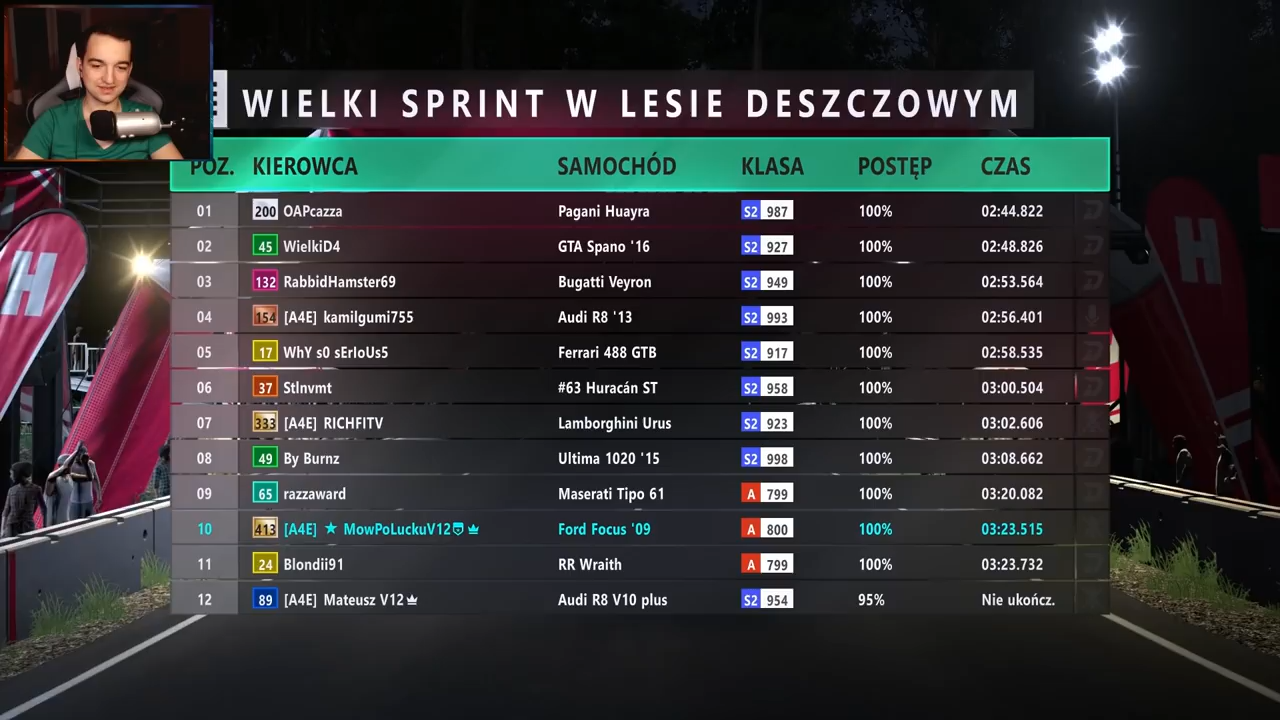 WIELKI SPRINT W LESIE DESZCZOWYM
POZ. KIEROWCA SAMOCHÓD KLASA POSTĘP CZAS
01 200 OAPcazza Pagani Huayra S2 987 100% 02:44.822
02 45 WielkiD4 GTA Spano '16 S2 927 100% 02:48.826
03 132 RabbidHamster69 Bugatti Veyron S2 949 100% 02:53.564
04 154 [A4E] kamilgumi755 Audi R8 '13 S2 993 100% 02:56.401
05 17 WhY s0 sErIoUs5 Ferrari 488 GTB S2 917 100% 02:58.535
06 37 StInvmt #63 Huracán ST S2 958 100% 03:00.504
07 333 [A4E] RICHFITV Lamborghini Urus S2 923 100% 03:02.606
08 49 By Burnz Ultima 1020 '15 S2 998 100% 03:08.662
09 65 razzaward Maserati Tipo 61 A 799 100% 03:20.082
10 413 [A4E] ★ MowPoLuckuV12 Ford Focus '09 A 800 100% 03:23.515
11 24 Blondii91 RR Wraith A 799 100% 03:23.732
12 89 [A4E] Mateusz V12 Audi R8 V10 plus S2 954 95% Nie ukończ.
H
H